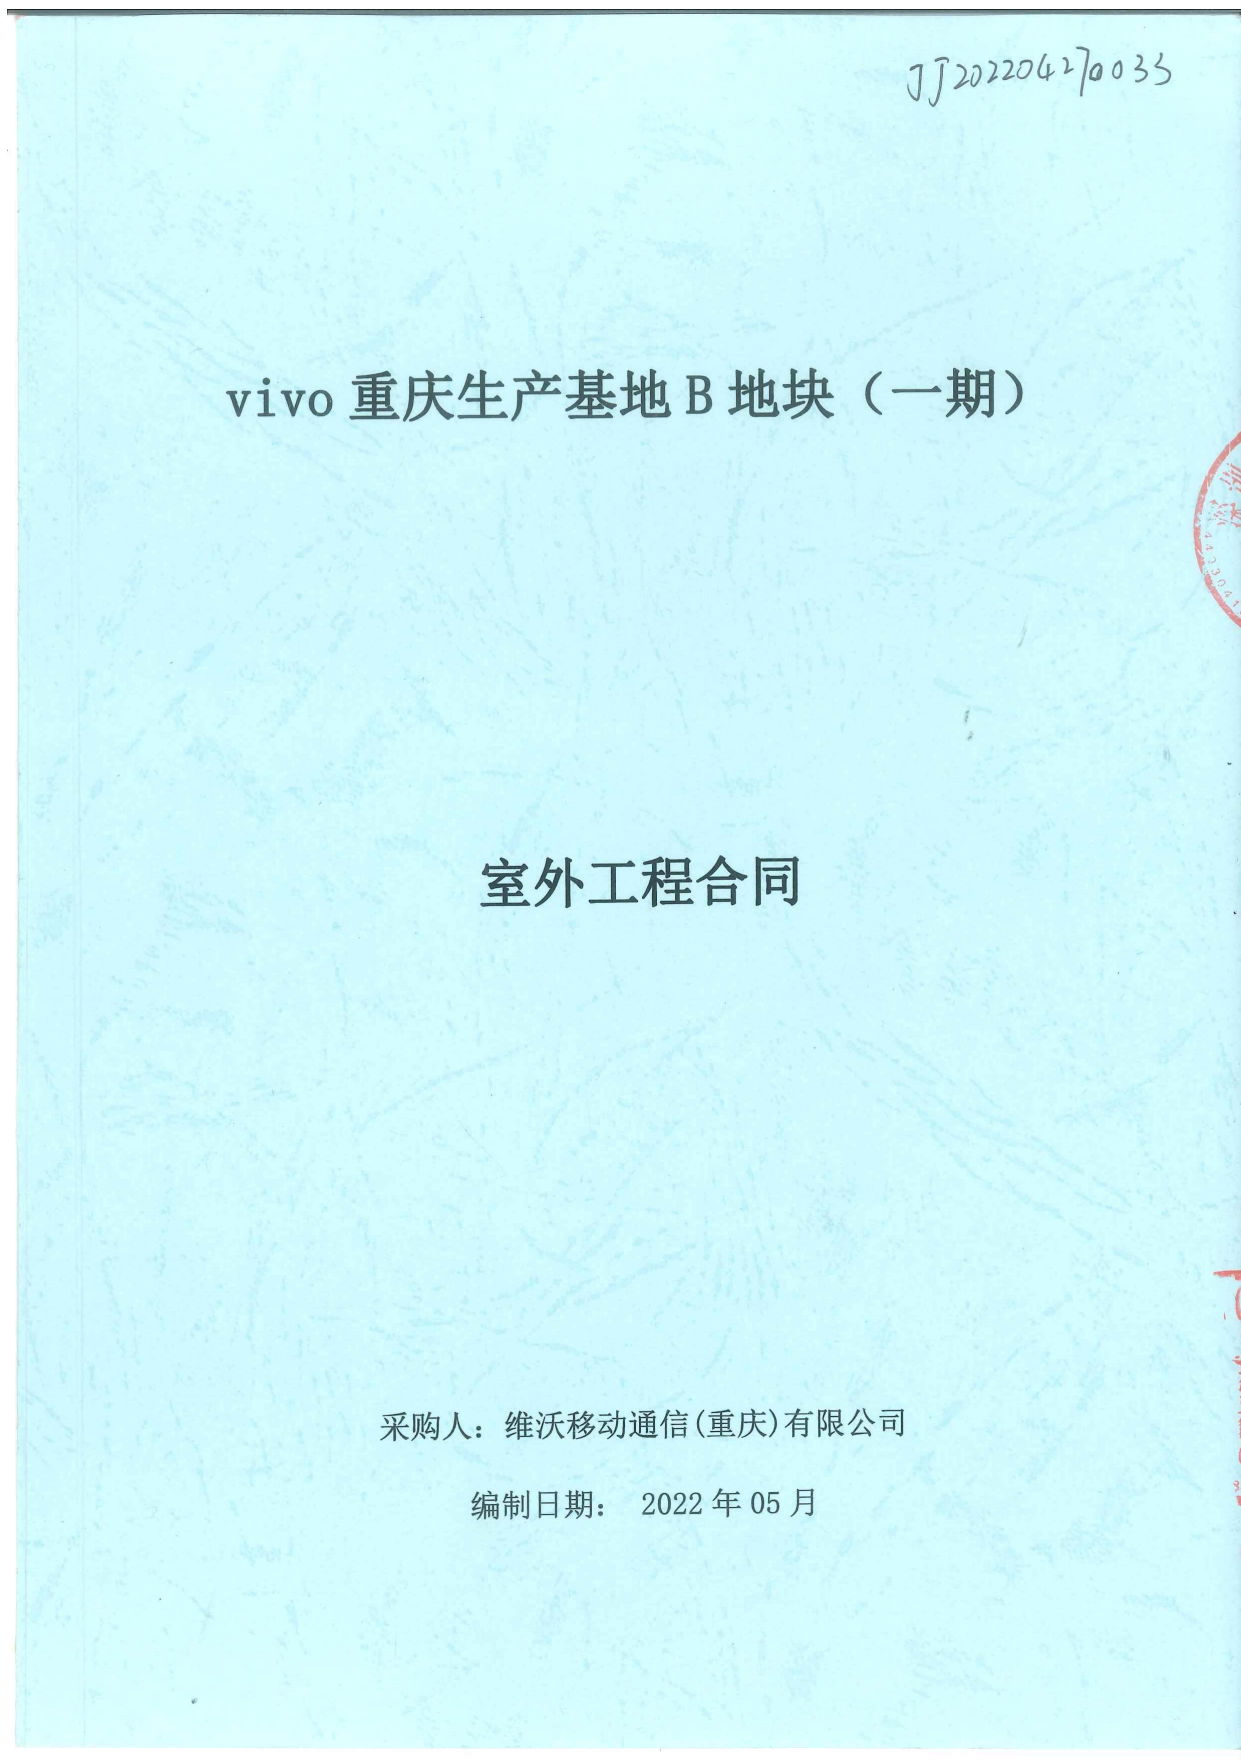 JJ202204270033
vivo 重庆生产基地 B 地块（一期）
室外工程合同
采购人：维沃移动通信(重庆)有限公司
编制日期： 2022 年 05 月